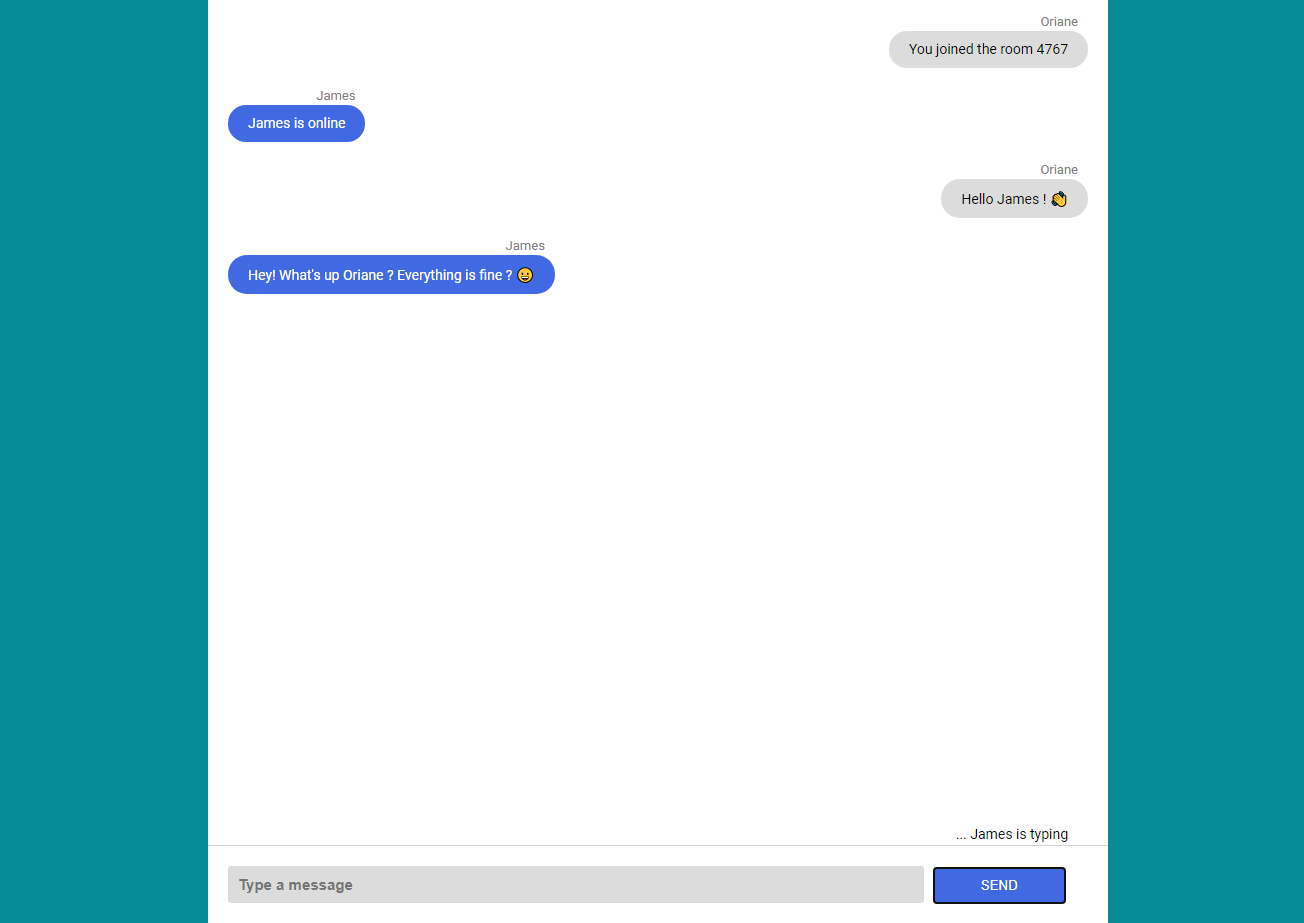 Oriane
You joined the room 4767
James
James is online
Oriane
Hello James ! 👏
James
Hey! What's up Oriane ? Everything is fine ? 😀
... James is typing
Type a message
SEND